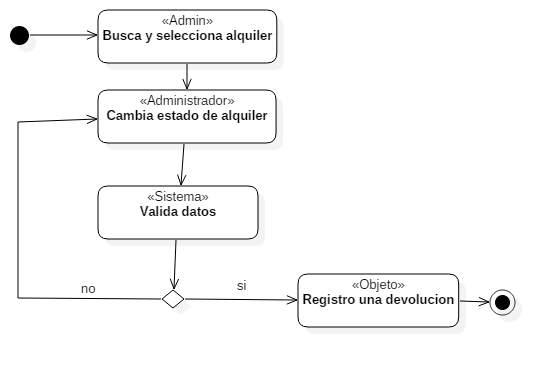 «Admin»
Busca y selecciona alquiler
«Administrador»
Cambia estado de alquiler
«Sistema»
Valida datos
no
si
«Objeto»
Registro una devolucion